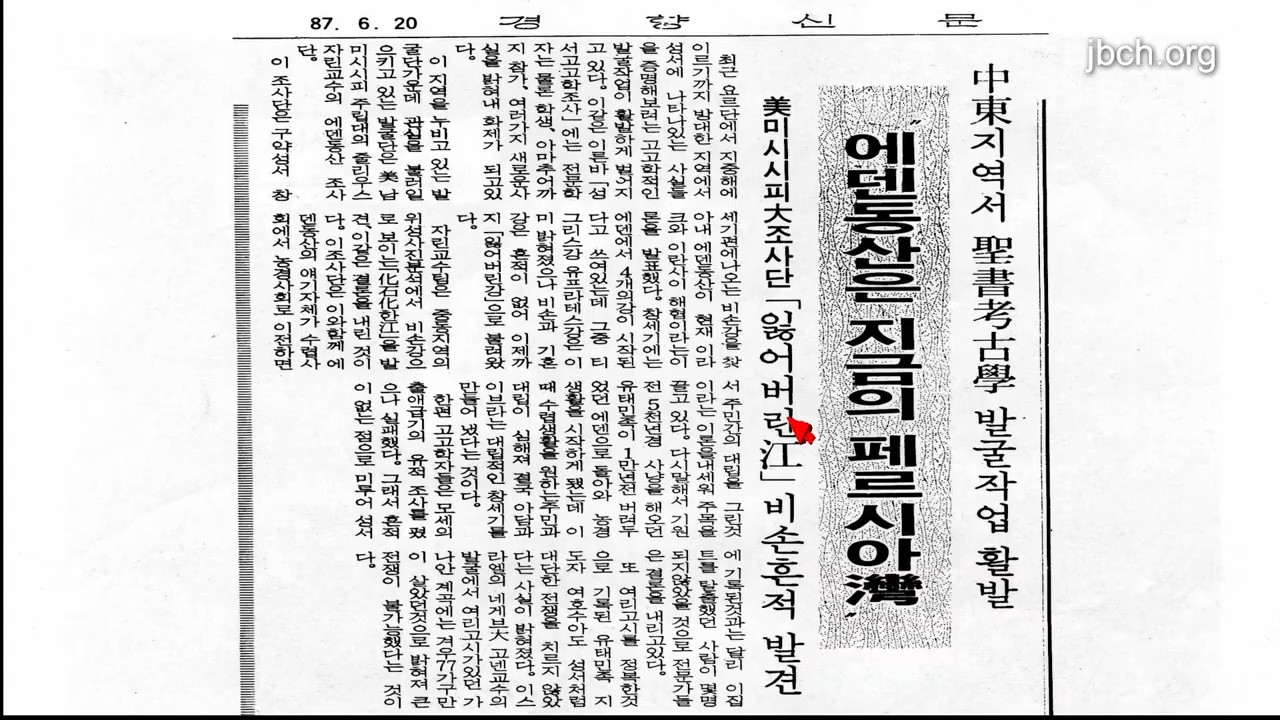 87. 6. 20 경향신문
jbch.org
中東지역서 聖書考古學 발굴작업 활발
"에덴동산은 지금의 페르시아灣"
美미시시피大조사단 「잃어버린江」 비손흔적 발견
최근 요르단에서 지중해에
이르기까지 방대한 지역에서
성서에 나타나있는 사실들
을 증명해보려는 고고학적인
발굴작업이 활발하게 벌어지
고있다. 이같은 이른바 「성
서고고학조사」에는 전문학
자는 물론 학생, 아마추어까
지 참가, 여러가지 새로운사
실을 밝혀내 화제가 되고있
다.
이 지역을 누비고 있는 발
굴단가운데 관심을 불러일
으키고 있는 발굴단은 美 남
미시시피 주립대의 줄리우스
자린교수의 에덴동산 조사
단.
이 조사단은 구약성서 창
세기편에나오는 비손강을 찾
아내 에덴동산이 현재 이라
크와 이란사이 해협이라는이
론을 발표했다. 창세기에는
에덴에서 4개의강이 시작된
다고 쓰여있는데 그중 티
그리스강 유프라테스강은 이
미 밝혀졌으나 비손과 기혼
강은 흔적이 없어 이제까
지 「잃어버린강」으로 불려왔
다.
자린교수팀은 중동지역의
위성사진분석에서 비손강으
로 보이는 「化石化한江」을 발
견, 이같은 결론을 내린 것이
다. 이조사단은 이와함께 에
덴동산의 얘기자체가 수렵사
회에서 농경사회로 이전하면
서 주민간의 대립을 그린것
이라는 이론을내세워 주목을
끌고있다. 다시말해서 기원
전 5천년경 사냥을 해오던
유태민족이 1만년전 버려두
었던 에덴으로 돌아와 농경
생활을 시작하게 됐는데 이
때 수렵생활을 원하는주민과
대립이 심해져 결국 아담과
이브라는 대립적인 창세기를
만들어 냈다는 것이다.
한편 고고학자들은 모세의
출애급기의 유적 조사를 폈
으나 실패했다. 그래서 흔적
이 없는 점으로 미루어 성서
에 기록된것과는 달리 이집
트를 탈출했던 사람이 몇명
되지않았을 것으로 전문가들
은 결론을 내리고있다.
또 여리고시를 정복한것
으로 기록된 유태민족 지
도자 여호수아도 성서처럼
대단한 전쟁을 치르지 않았
다는 사실이 밝혀졌다. 이스
라엘의 네게브大 고덴교수의
발굴에서 여리고시가있던 가
나안 계곡에는 경우77가구만
이 살았던것으로 밝혀져 큰
전쟁이 불가능했다는 것이
다.